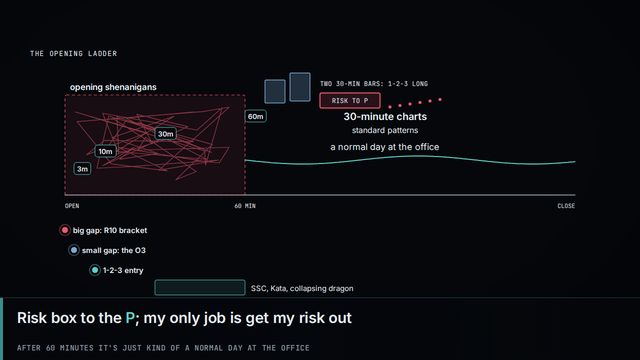 THE OPENING LADDER
opening shenanigans
TWO 30-MIN BARS: 1-2-3 LONG
RISK TO P
60m
30-minute charts
30m
standard patterns
10m
a normal day at the office
3m
OPEN
60 MIN
CLOSE
big gap: R10 bracket
small gap: the O3
1-2-3 entry
SSC, Kata, collapsing dragon
Risk box to the P; my only job is get my risk out
AFTER 60 MINUTES IT'S JUST KIND OF A NORMAL DAY AT THE OFFICE